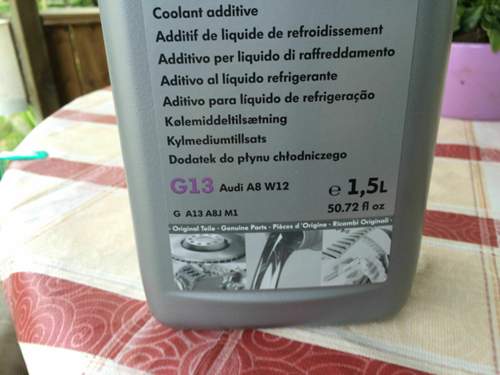 Coolant additive
Additif de liquide de refroidissement
Additivo per liquido di raffreddamento
Aditivo al líquido refrigerante
Aditivo para líquido de refrigeração
Kølemiddeltilsætning
Kylmediumtillsats
Dodatek do płynu chłodniczego
G13 Audi A8 W12 e 1,5L
50.72 fl oz
G A13 A8J M1
· Original Teile · Genuine Parts · Pièces d'Origine · Ricambi Originali ·